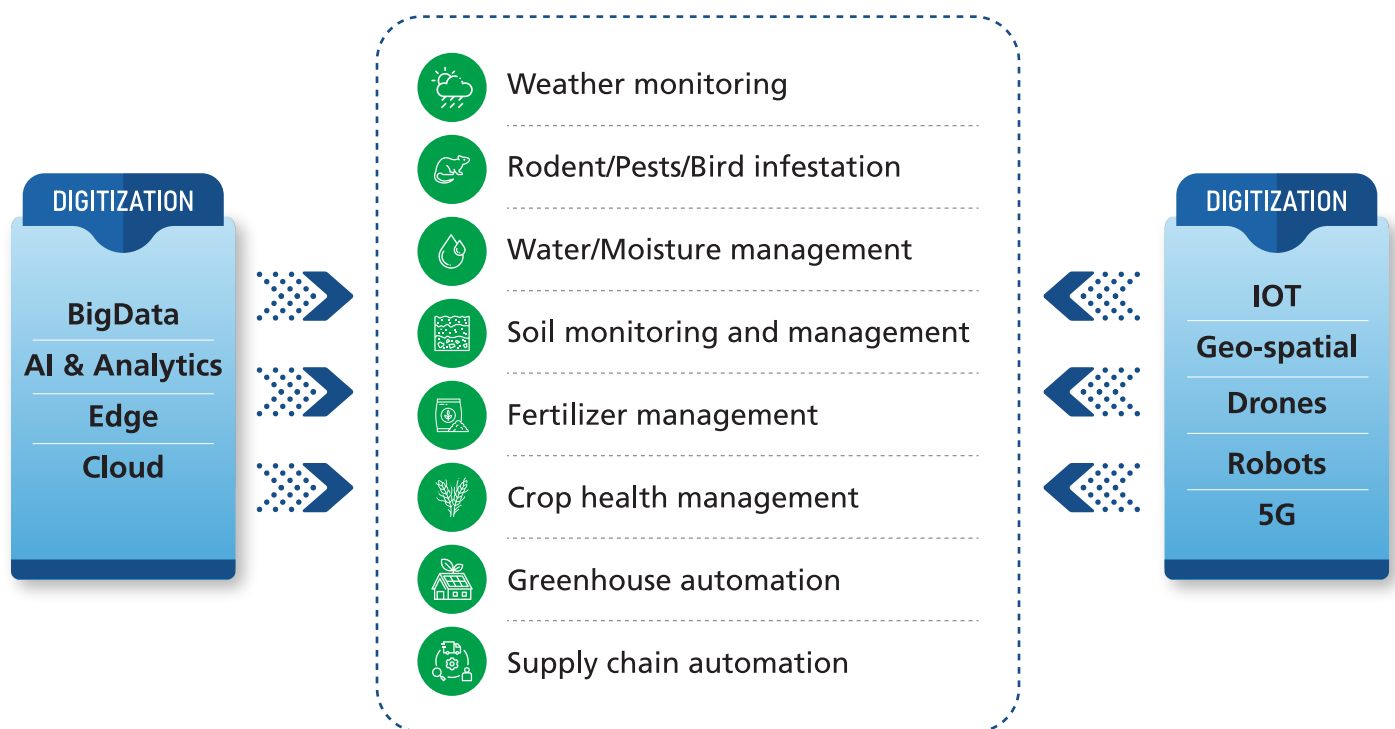 DIGITIZATION
BigData
AI & Analytics
Edge
Cloud
Weather monitoring
Rodent/Pests/Bird infestation
Water/Moisture management
Soil monitoring and management
Fertilizer management
Crop health management
Greenhouse automation
Supply chain automation
DIGITIZATION
IOT
Geo-spatial
Drones
Robots
5G